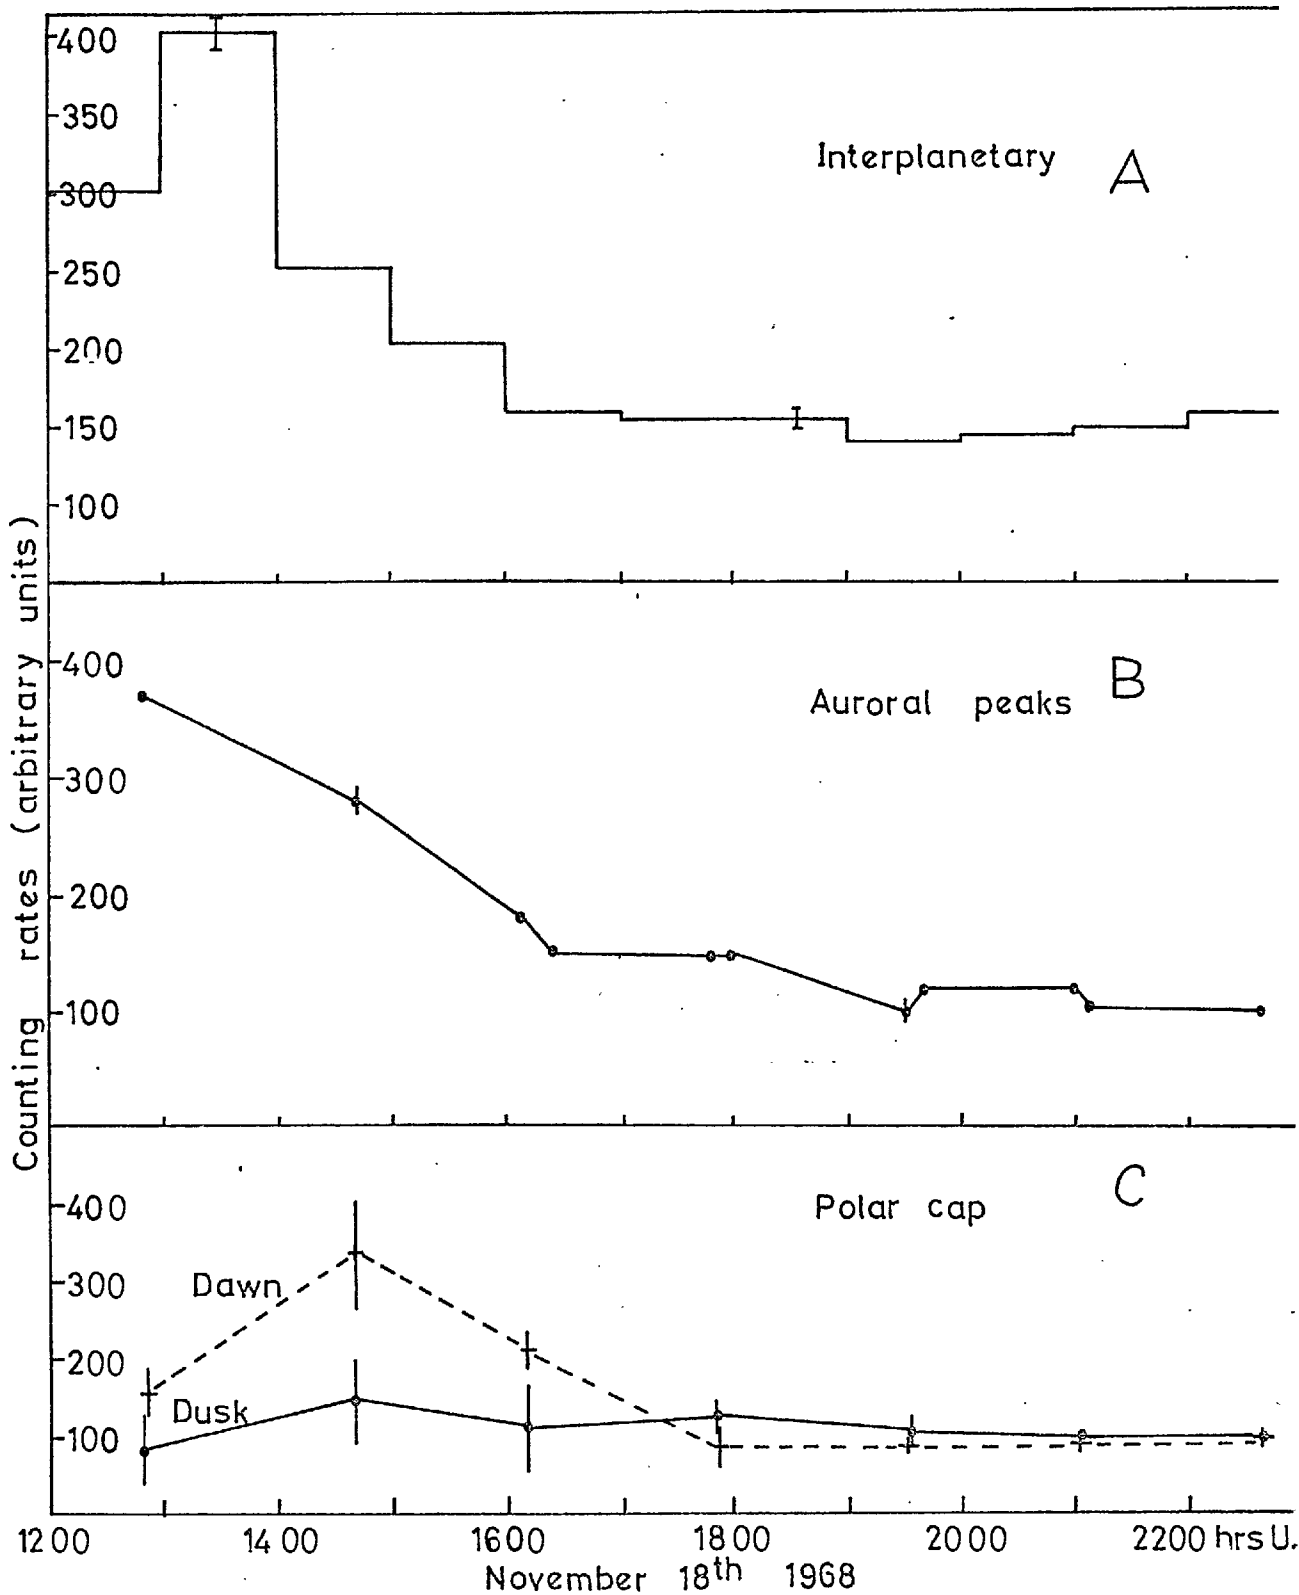 400
350
300
250
200
150
100
Interplanetary A
Counting rates (arbitrary units)
400
300
200
100
Auroral peaks B
400
300
200
100
Polar cap C
Dawn
Dusk
1200 1400 1600 1800 2000 2200 hrs U.
November 18th 1968